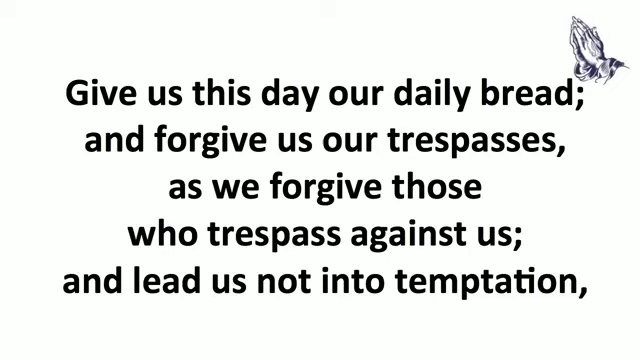 Give us this day our daily bread;
and forgive us our trespasses,
as we forgive those
who trespass against us;
and lead us not into temptation,